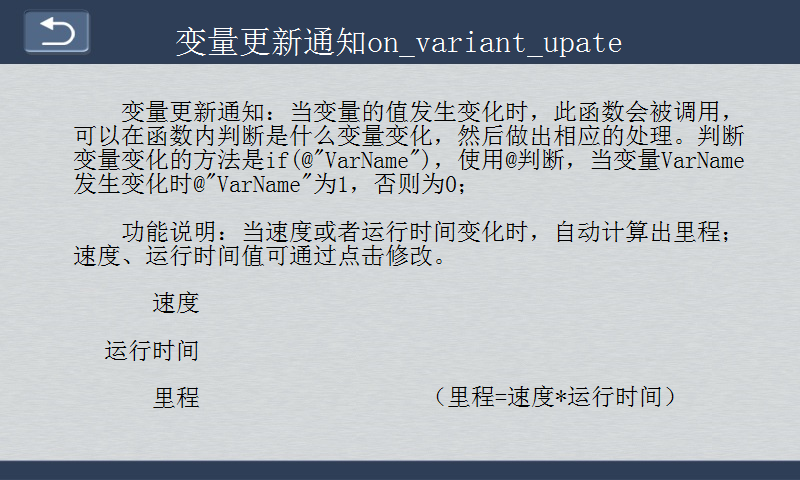 变量更新通知on_variant_upate
变量更新通知：当变量的值发生变化时，此函数会被调用，
可以在函数内判断是什么变量变化，然后做出相应的处理。判断
变量变化的方法是if(@"VarName")，使用@判断，当变量VarName
发生变化时@"VarName"为1，否则为0；
功能说明：当速度或者运行时间变化时，自动计算出里程；
速度、运行时间值可通过点击修改。
速度
运行时间
里程 （里程=速度*运行时间）